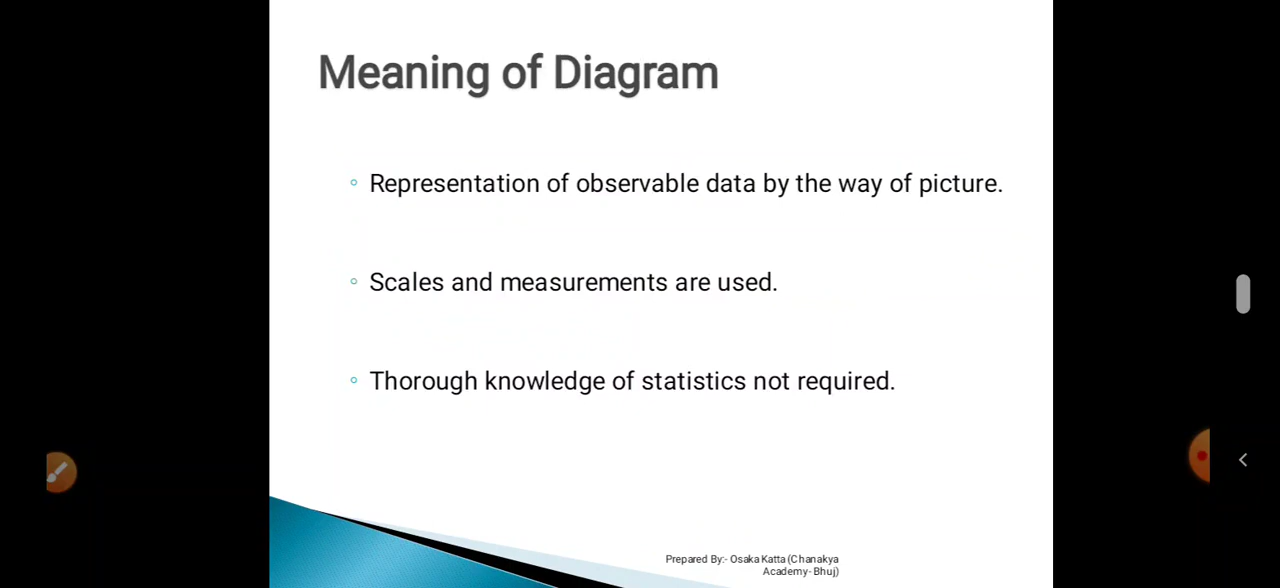 Meaning of Diagram
Representation of observable data by the way of picture.
Scales and measurements are used.
Thorough knowledge of statistics not required.
Prepared By:- Osaka Katta (Chanakya
Academy- Bhuj)